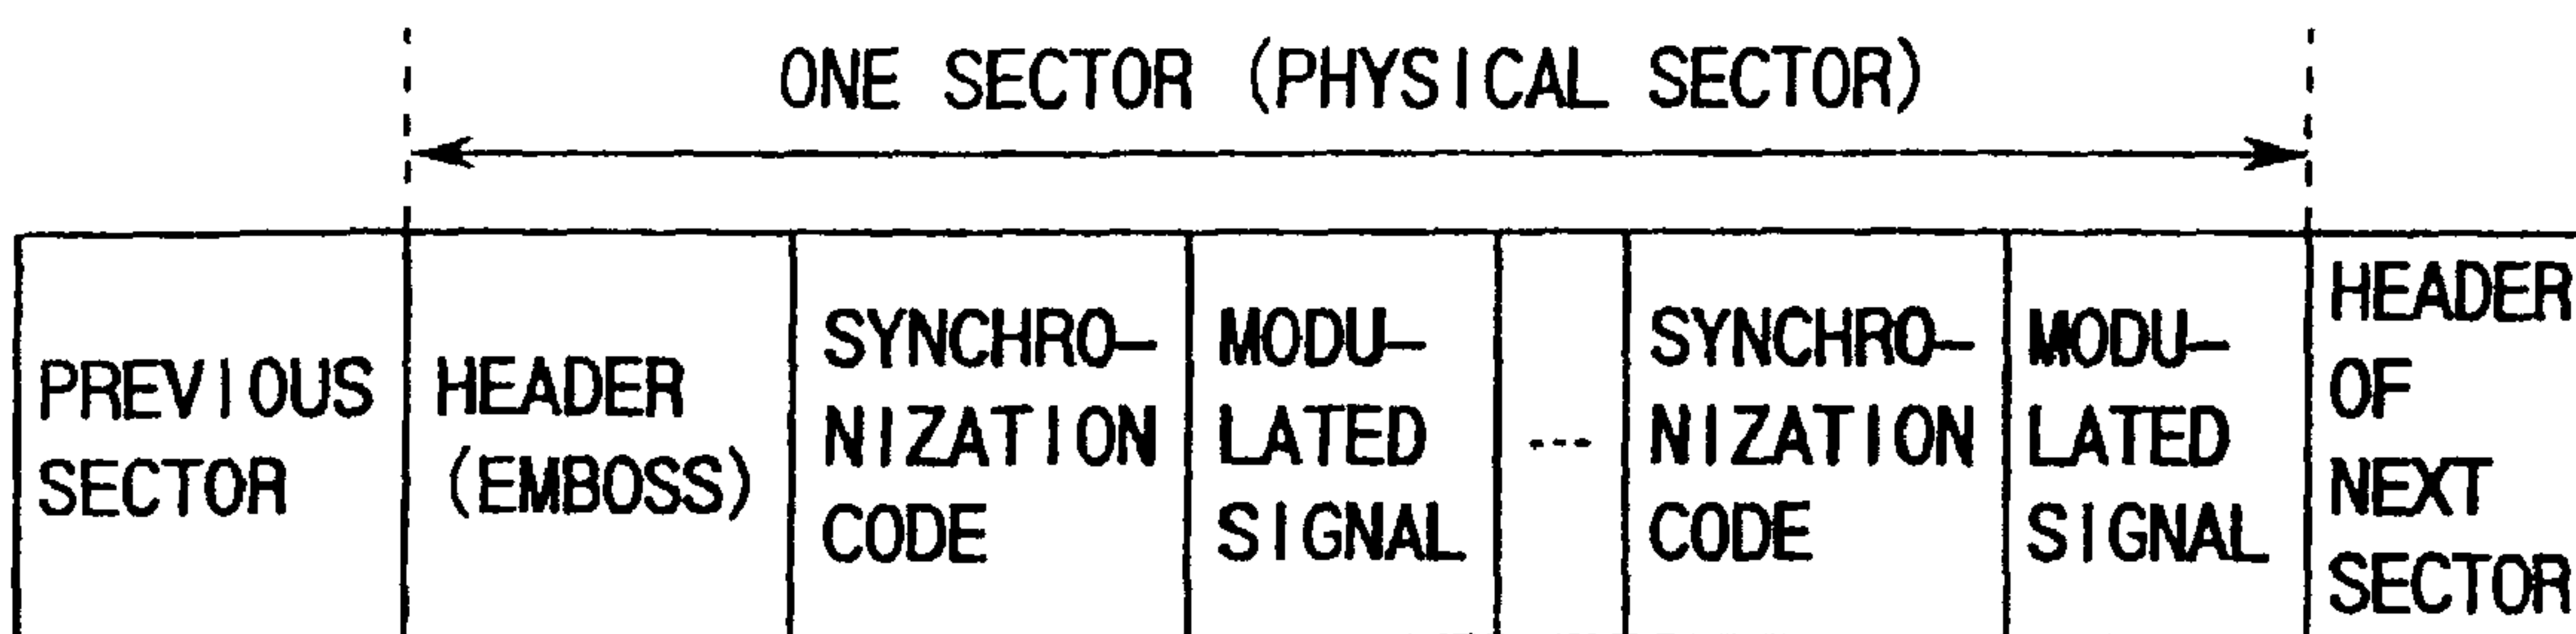 ONE SECTOR (PHYSICAL SECTOR)
PREVIOUS
SECTOR
HEADER
(EMBOSS)
SYNCHRO-
NIZATION
CODE
MODU-
LATED
SIGNAL
---
SYNCHRO-
NIZATION
CODE
MODU-
LATED
SIGNAL
HEADER
OF
NEXT
SECTOR